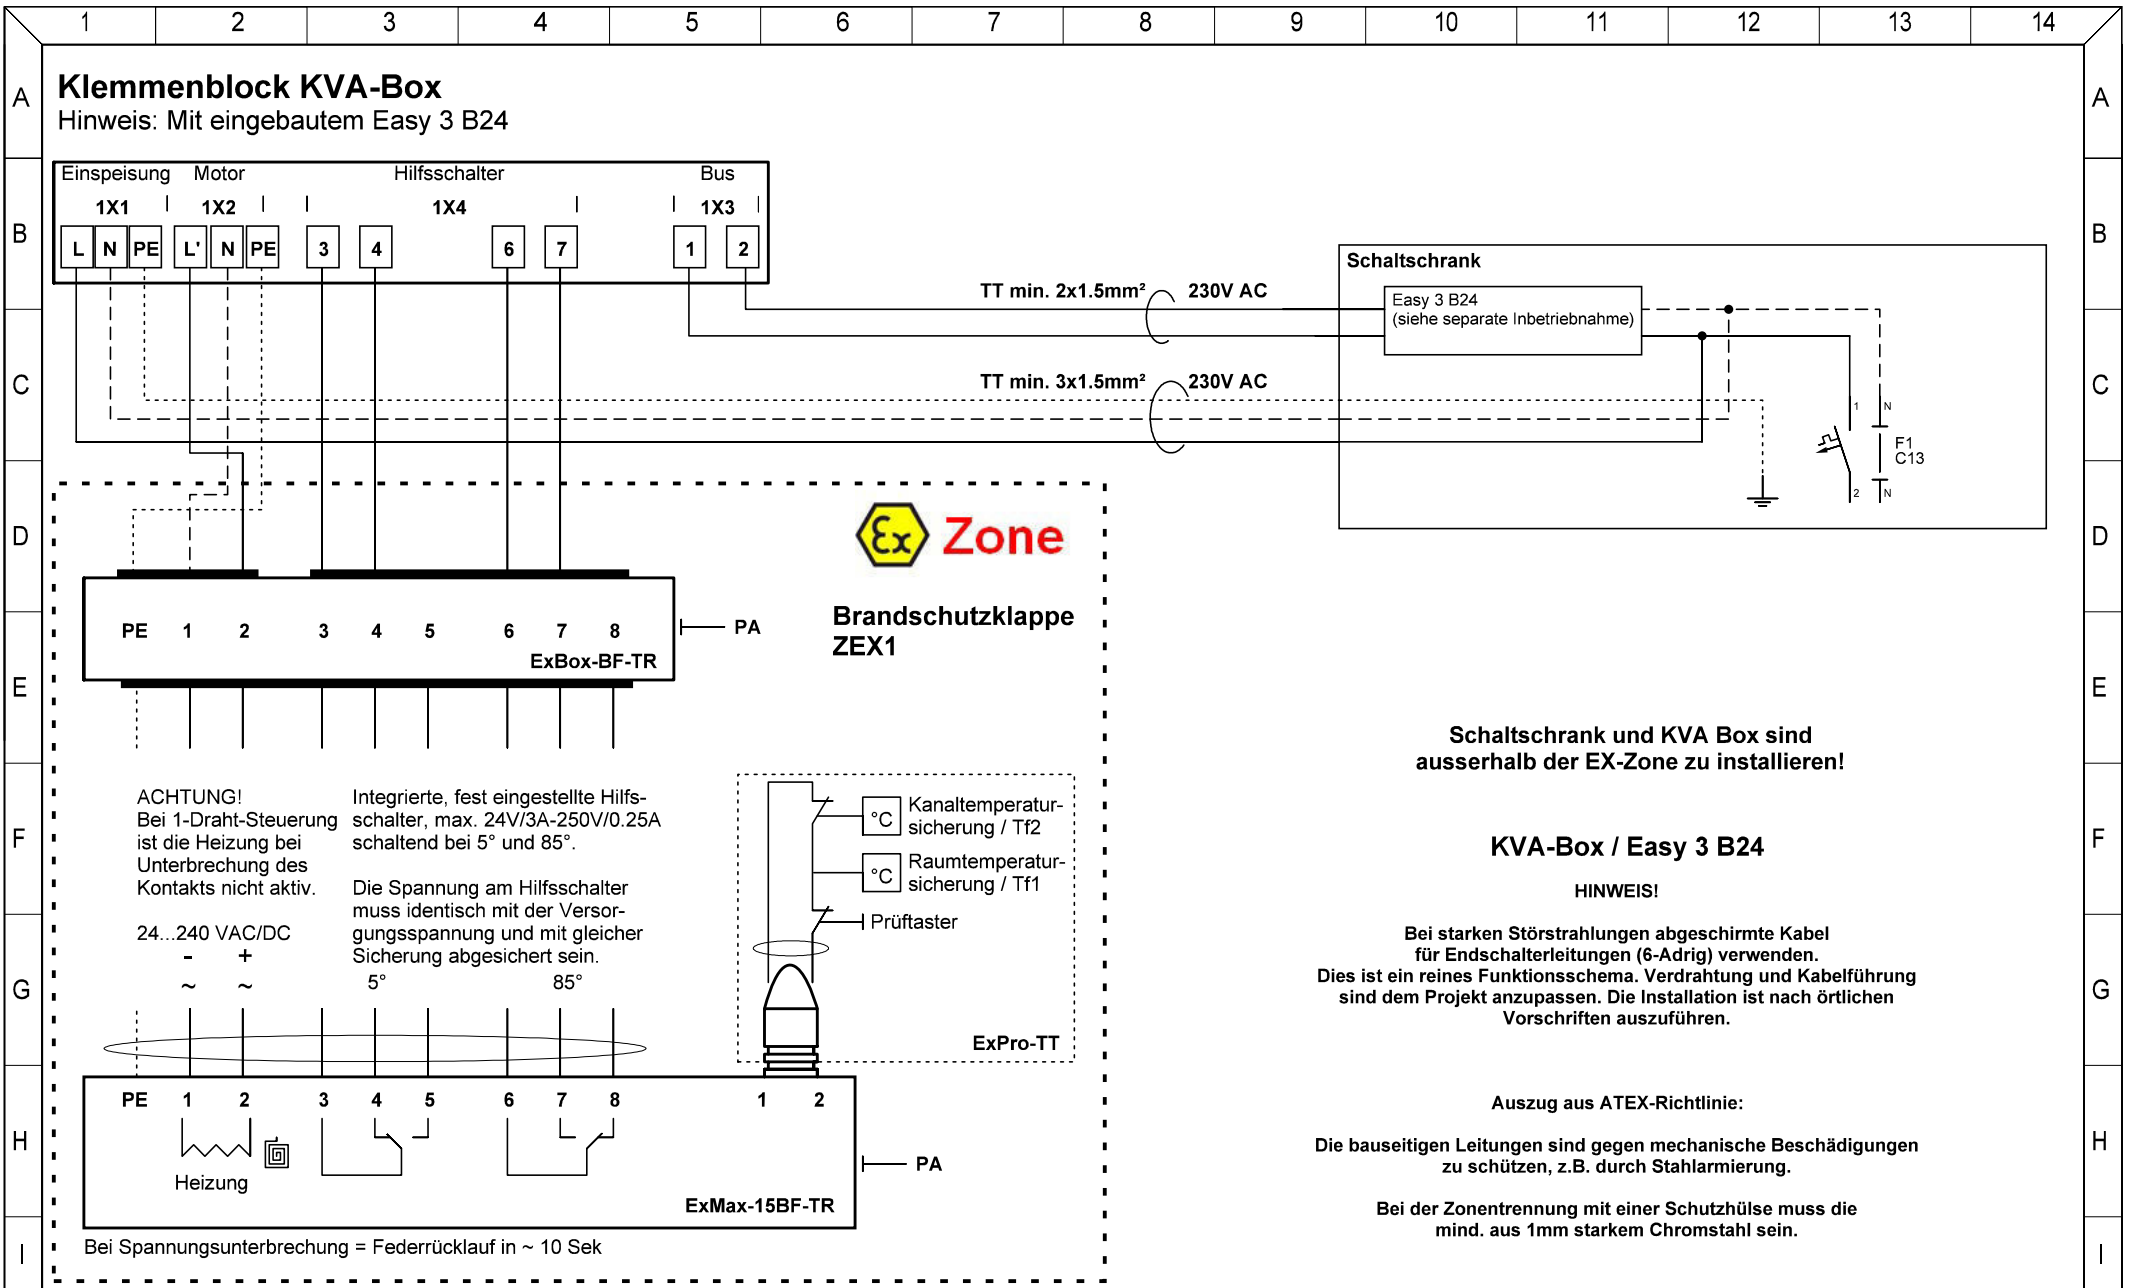 1 2 3 4 5 6 7 8 9 10 11 12 13 14
A A
Klemmenblock KVA-Box
Hinweis: Mit eingebautem Easy 3 B24
Einspeisung Motor Hilfsschalter Bus
1X1 1X2 1X4 1X3
B B
L N PE L' N PE 3 4 6 7 1 2
Schaltschrank
TT min. 2x1.5mm² 230V AC
Easy 3 B24
(siehe separate Inbetriebnahme)
C C
TT min. 3x1.5mm² 230V AC
1 N
F1
C13
2 N
D D
Ex Zone
Brandschutzklappe
ZEX1
PE 1 2 3 4 5 6 7 8
PA
ExBox-BF-TR
E E
Schaltschrank und KVA Box sind
ausserhalb der EX-Zone zu installieren!
F F
ACHTUNG!
Bei 1-Draht-Steuerung
ist die Heizung bei
Unterbrechung des
Kontakts nicht aktiv.
24...240 VAC/DC
- +
~ ~
Integrierte, fest eingestellte Hilfs-
schalter, max. 24V/3A-250V/0.25A
schaltend bei 5° und 85°.
Die Spannung am Hilfsschalter
muss identisch mit der Versor-
gungsspannung und mit gleicher
Sicherung abgesichert sein.
5° 85°
°C Kanaltemperatur-
sicherung / Tf2
°C Raumtemperatur-
sicherung / Tf1
Prüftaster
ExPro-TT
KVA-Box / Easy 3 B24
HINWEIS!
Bei starken Störstrahlungen abgeschirmte Kabel
für Endschalterleitungen (6-Adrig) verwenden.
Dies ist ein reines Funktionsschema. Verdrahtung und Kabelführung
sind dem Projekt anzupassen. Die Installation ist nach örtlichen
Vorschriften auszuführen.
G G
PE 1 2 3 4 5 6 7 8 1 2
Heizung
PA
ExMax-15BF-TR
H H
Auszug aus ATEX-Richtlinie:
Die bauseitigen Leitungen sind gegen mechanische Beschädigungen
zu schützen, z.B. durch Stahlarmierung.
Bei der Zonentrennung mit einer Schutzhülse muss die
mind. aus 1mm starkem Chromstahl sein.
Bei Spannungsunterbrechung = Federrücklauf in ~ 10 Sek
I I